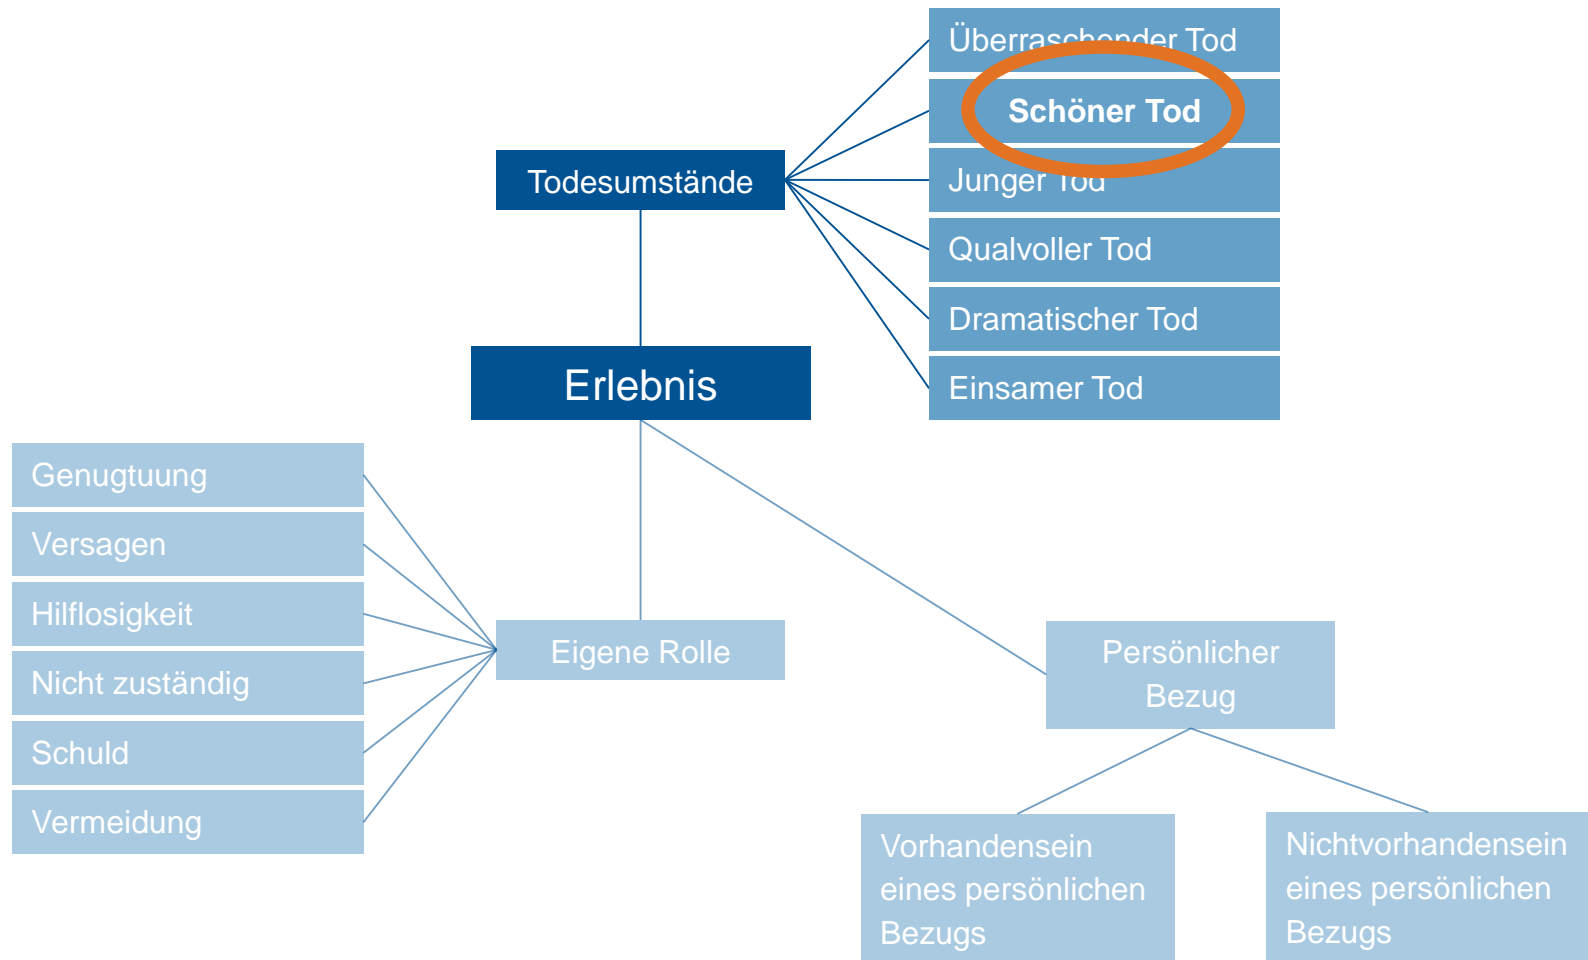 Überraschender Tod
Schöner Tod
Junger Tod
Qualvoller Tod
Dramatischer Tod
Einsamer Tod
Todesumstände
Erlebnis
Genugtuung
Versagen
Hilflosigkeit
Nicht zuständig
Schuld
Vermeidung
Eigene Rolle
Persönlicher
Bezug
Vorhandensein
eines persönlichen
Bezugs
Nichtvorhandensein
eines persönlichen
Bezugs